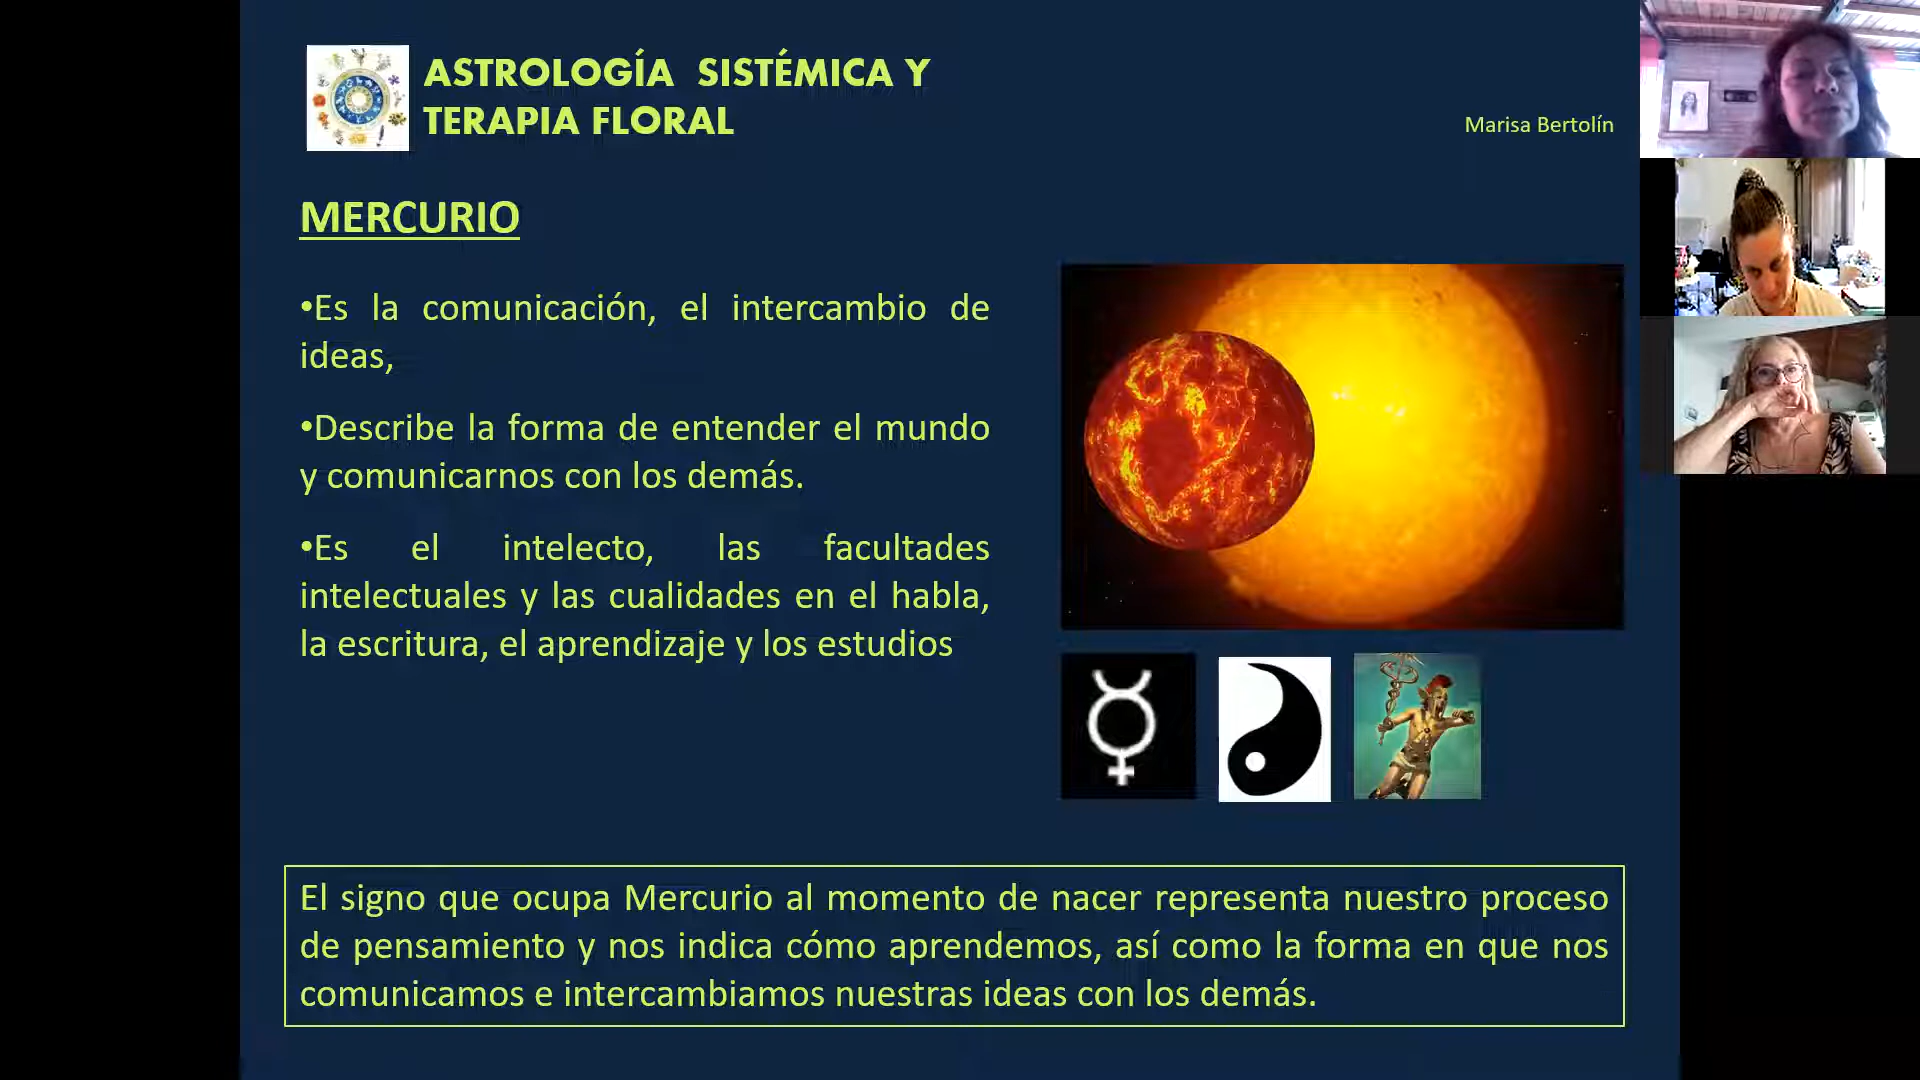 ASTROLOGÍA SISTÉMICA Y
TERAPIA FLORAL
Marisa Bertolín
MERCURIO
•Es la comunicación, el intercambio de
ideas,
•Describe la forma de entender el mundo
y comunicarnos con los demás.
•Es el intelecto, las facultades
intelectuales y las cualidades en el habla,
la escritura, el aprendizaje y los estudios
El signo que ocupa Mercurio al momento de nacer representa nuestro proceso
de pensamiento y nos indica cómo aprendemos, así como la forma en que nos
comunicamos e intercambiamos nuestras ideas con los demás.